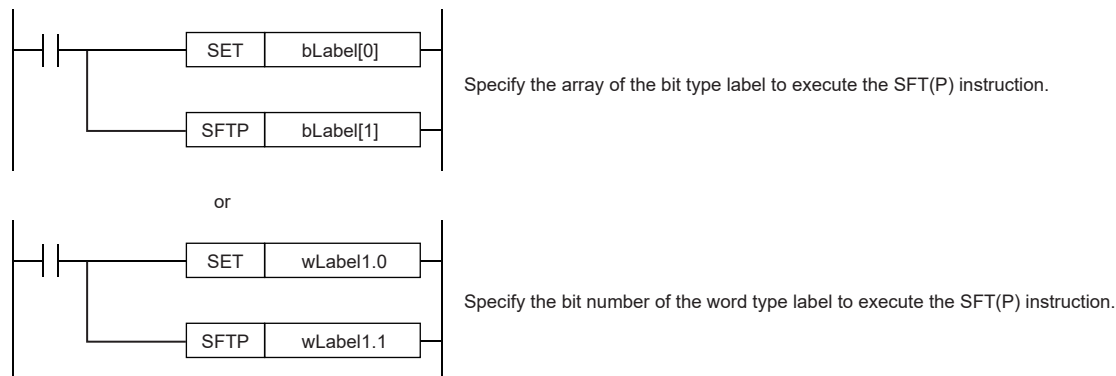 SET bLabel[0]
Specify the array of the bit type label to execute the SFT(P) instruction.
SFTP bLabel[1]
or
SET wLabel1.0
Specify the bit number of the word type label to execute the SFT(P) instruction.
SFTP wLabel1.1